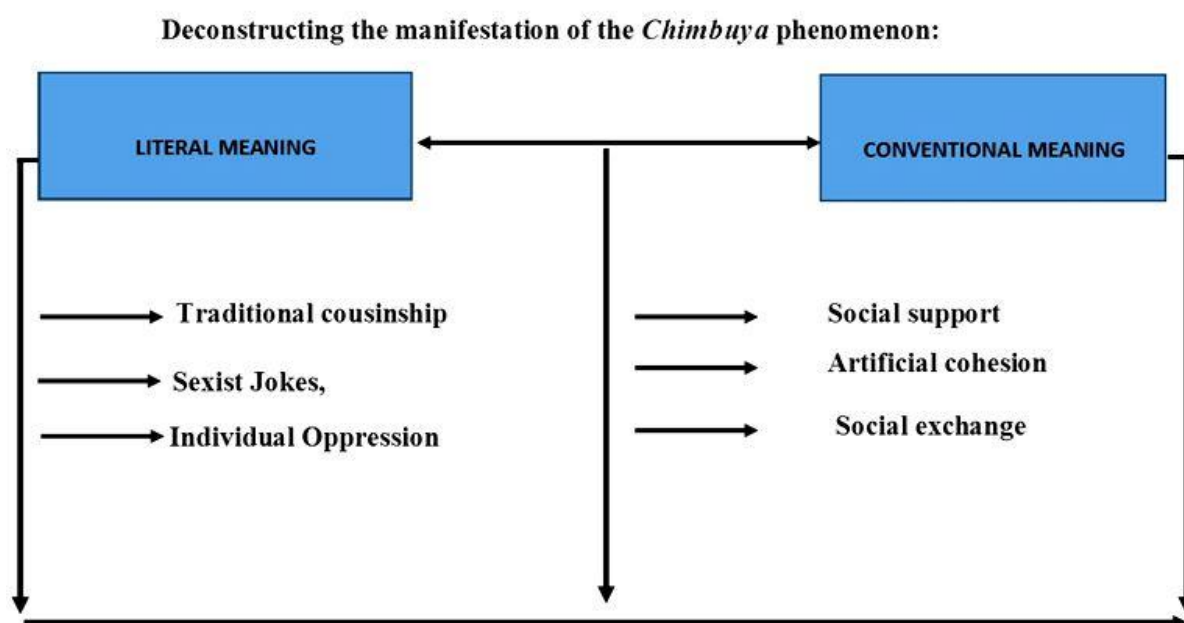 Deconstructing the manifestation of the Chimbuya phenomenon:
LITERAL MEANING
CONVENTIONAL MEANING
Traditional cousinship
Sexist Jokes,
Individual Oppression
Social support
Artificial cohesion
Social exchange